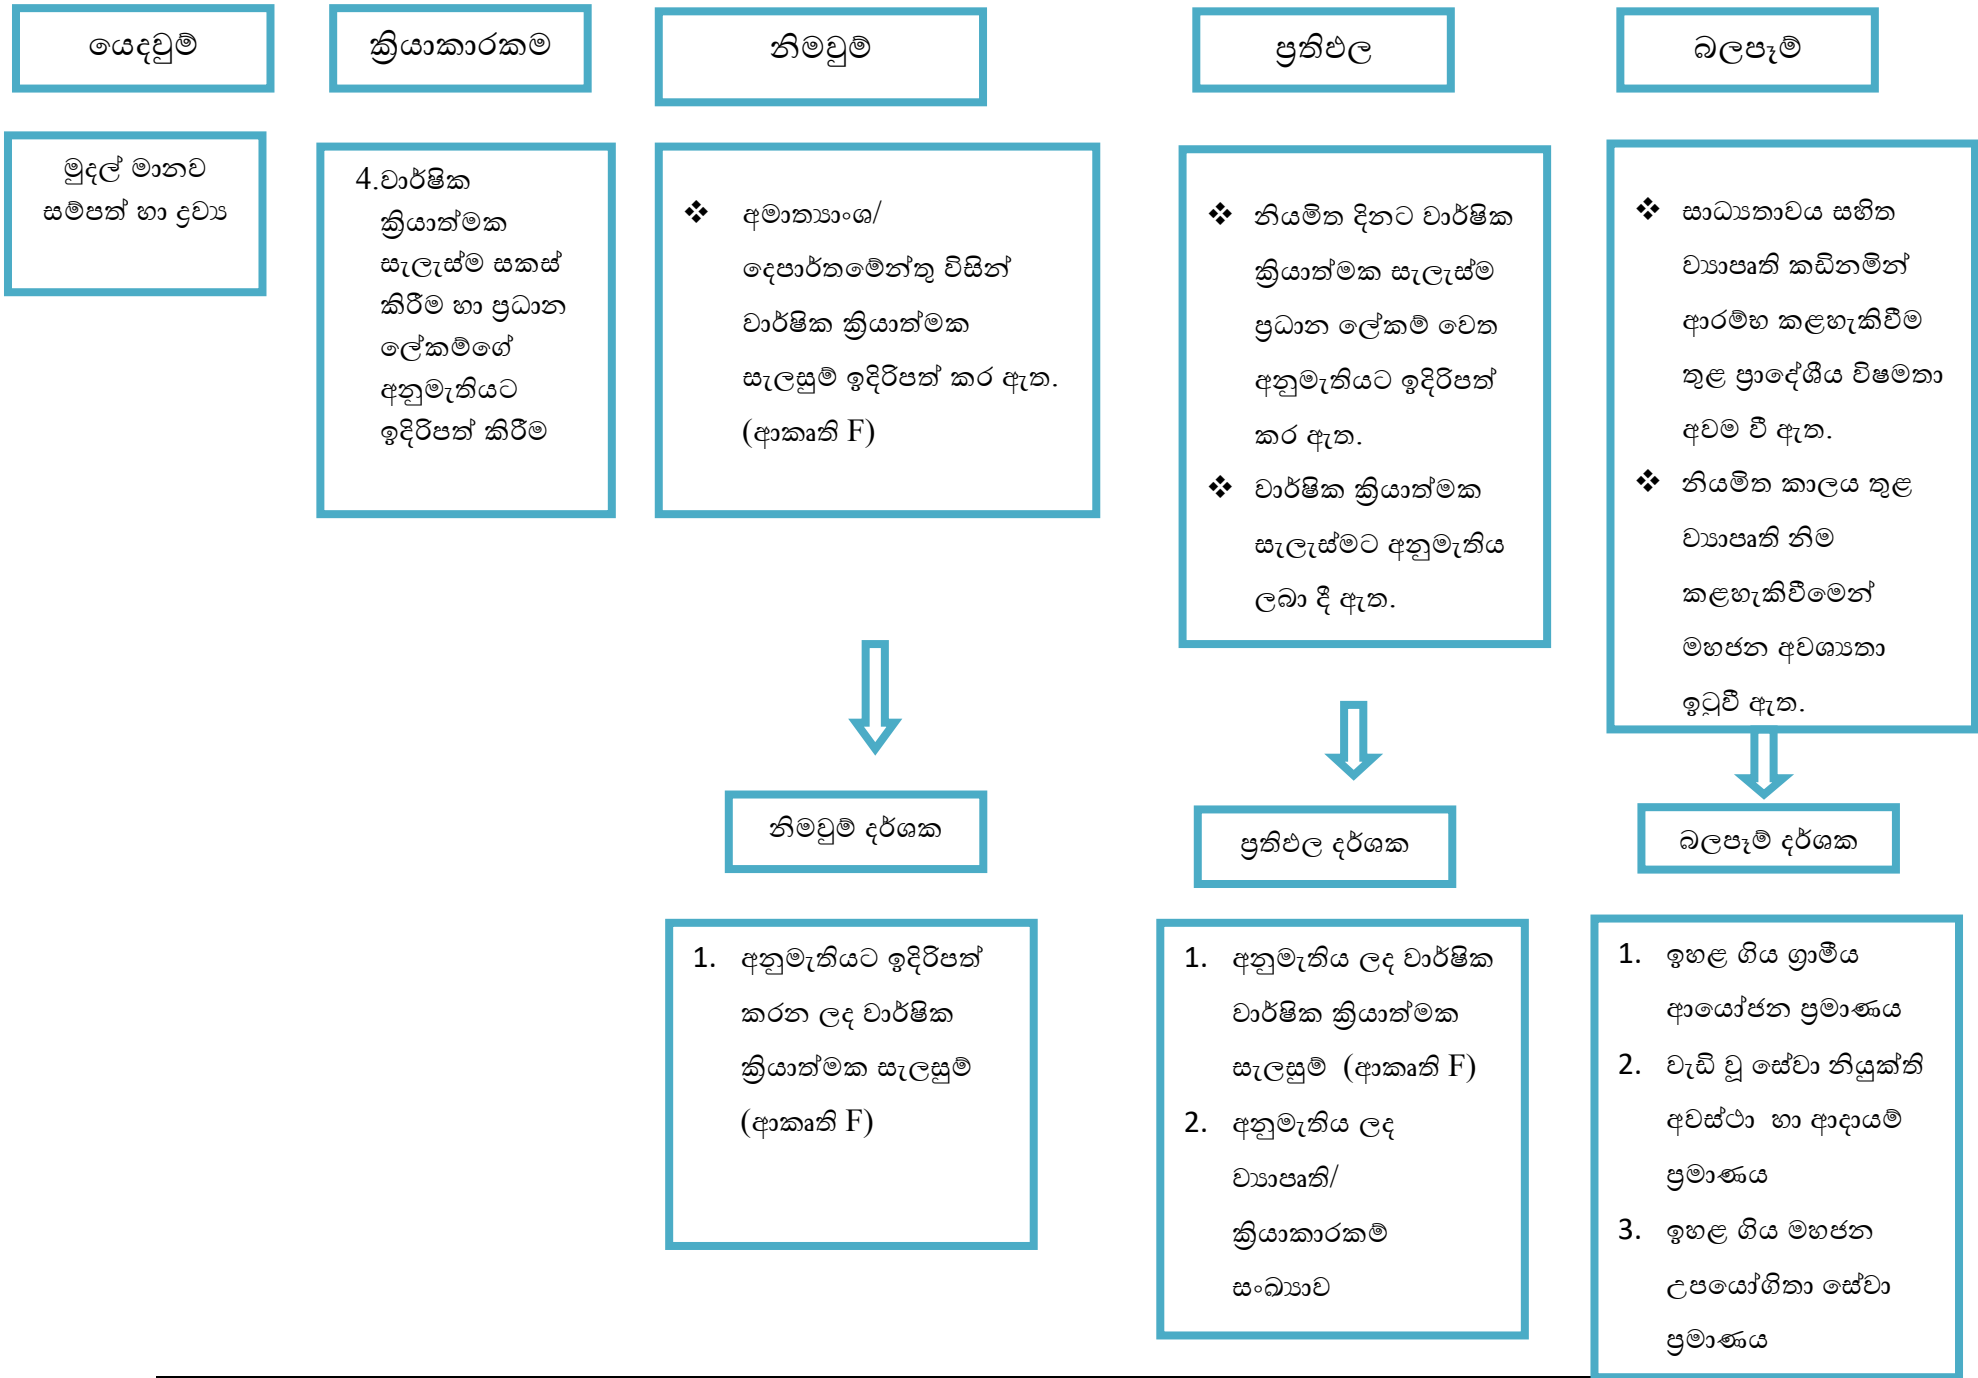 යෙදවුම්
ක්‍රියාකාරකම
නිමවුම්
ප්‍රතිඵල
බලපෑම්
මුදල් මානව
සම්පත් හා ද්‍රව්‍ය
4.වාර්ෂික
ක්‍රියාත්මක
සැලැස්ම සකස්
කිරීම හා ප්‍රධාන
ලේකම්ගේ
අනුමැතියට
ඉදිරිපත් කිරීම
❖ අමාත්‍යාංශ/
දෙපාර්තමේන්තු විසින්
වාර්ෂික ක්‍රියාත්මක
සැලසුම් ඉදිරිපත් කර ඇත.
(ආකෘති F)
❖ නියමිත දිනට වාර්ෂික
ක්‍රියාත්මක සැලැස්ම
ප්‍රධාන ලේකම් වෙත
අනුමැතියට ඉදිරිපත්
කර ඇත.
❖ වාර්ෂික ක්‍රියාත්මක
සැලැස්මට අනුමැතිය
ලබා දී ඇත.
❖ සාධ්‍යතාවය සහිත
ව්‍යාපෘති කඩිනමින්
ආරම්භ කළහැකිවීම
තුළ ප්‍රාදේශීය විෂමතා
අවම වී ඇත.
❖ නියමිත කාලය තුළ
ව්‍යාපෘති නිම
කළහැකිවීමෙන්
මහජන අවශ්‍යතා
ඉටුවී ඇත.
නිමවුම් දර්ශක
ප්‍රතිඵල දර්ශක
බලපෑම් දර්ශක
1. අනුමැතියට ඉදිරිපත්
කරන ලද වාර්ෂික
ක්‍රියාත්මක සැලසුම්
(ආකෘති F)
1. අනුමැතිය ලද වාර්ෂික
වාර්ෂික ක්‍රියාත්මක
සැලසුම් (ආකෘති F)
2. අනුමැතිය ලද
ව්‍යාපෘති/
ක්‍රියාකාරකම්
සංඛ්‍යාව
1. ඉහළ ගිය ග්‍රාමීය
ආයෝජන ප්‍රමාණය
2. වැඩි වූ සේවා නියුක්ති
අවස්ථා හා ආදායම්
ප්‍රමාණය
3. ඉහළ ගිය මහජන
උපයෝගිතා සේවා
ප්‍රමාණය